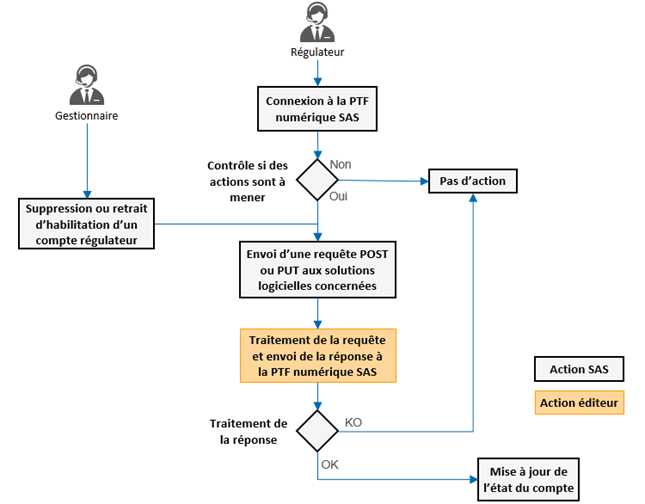 Régulateur
Gestionnaire
Connexion à la PTF
numérique SAS
Contrôle si des
actions sont à
mener
Non
Oui
Pas d'action
Suppression ou retrait
d'habilitation d'un
compte régulateur
Envoi d'une requête POST
ou PUT aux solutions
logicielles concernées
Traitement de la requête
et envoi de la réponse à
la PTF numérique SAS
Action SAS
Action éditeur
Traitement de
la réponse
KO
OK
Mise à jour de
l'état du compte